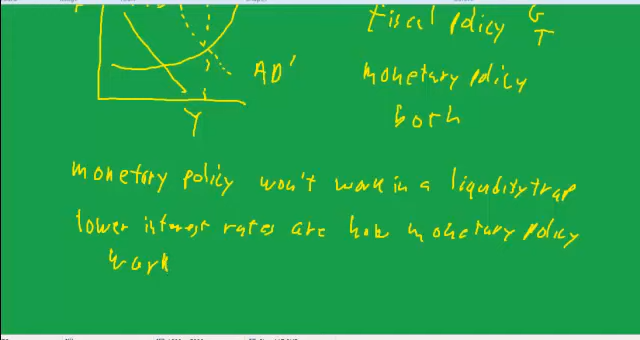 Fiscal policy G
T
AD'
monetary policy
both
Y
monetary policy won't work in a liquidity trap
lower interest rates are how monetary policy
work